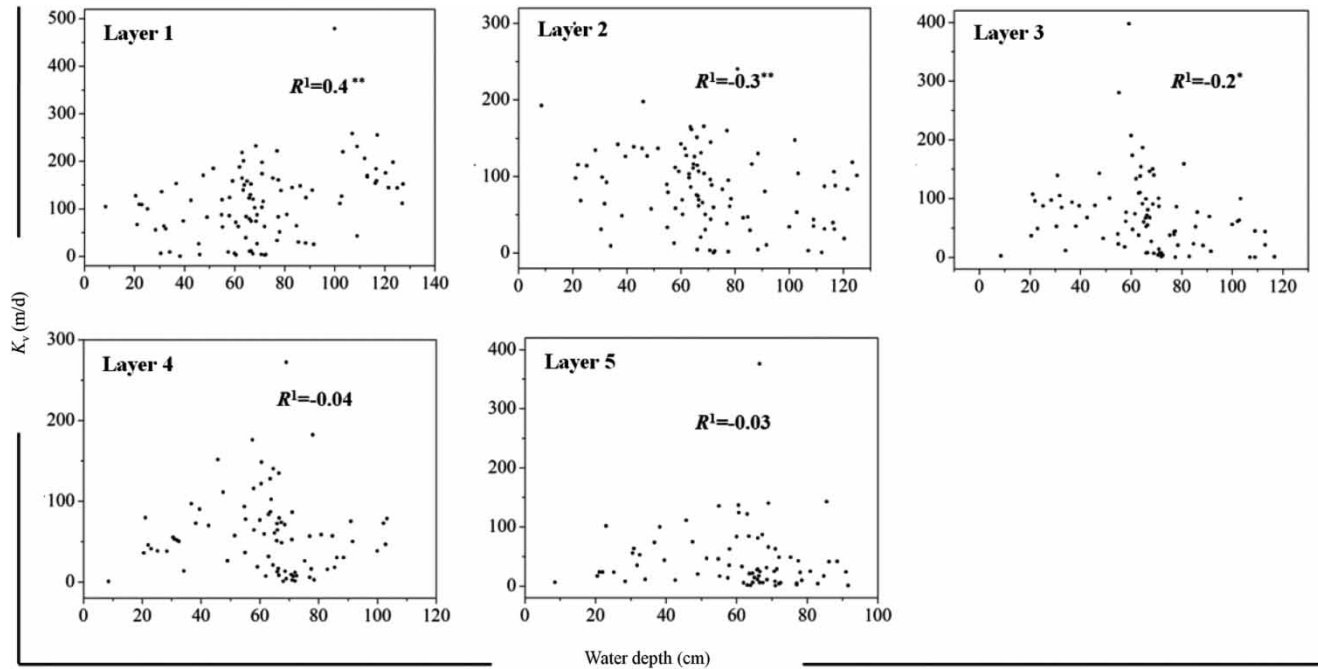 Layer 1
R¹=0.4**
500
400
300
200
100
0
0 20 40 60 80 100 120 140
Layer 2
R¹=-0.3**
300
200
100
0
0 20 40 60 80 100 120
Layer 3
R¹=-0.2*
400
300
200
100
0
0 20 40 60 80 100 120
Kᵥ (m/d)
Layer 4
R¹=-0.04
300
200
100
0
0 20 40 60 80 100 120
Layer 5
R¹=-0.03
400
300
200
100
0
0 20 40 60 80 100
Water depth (cm)